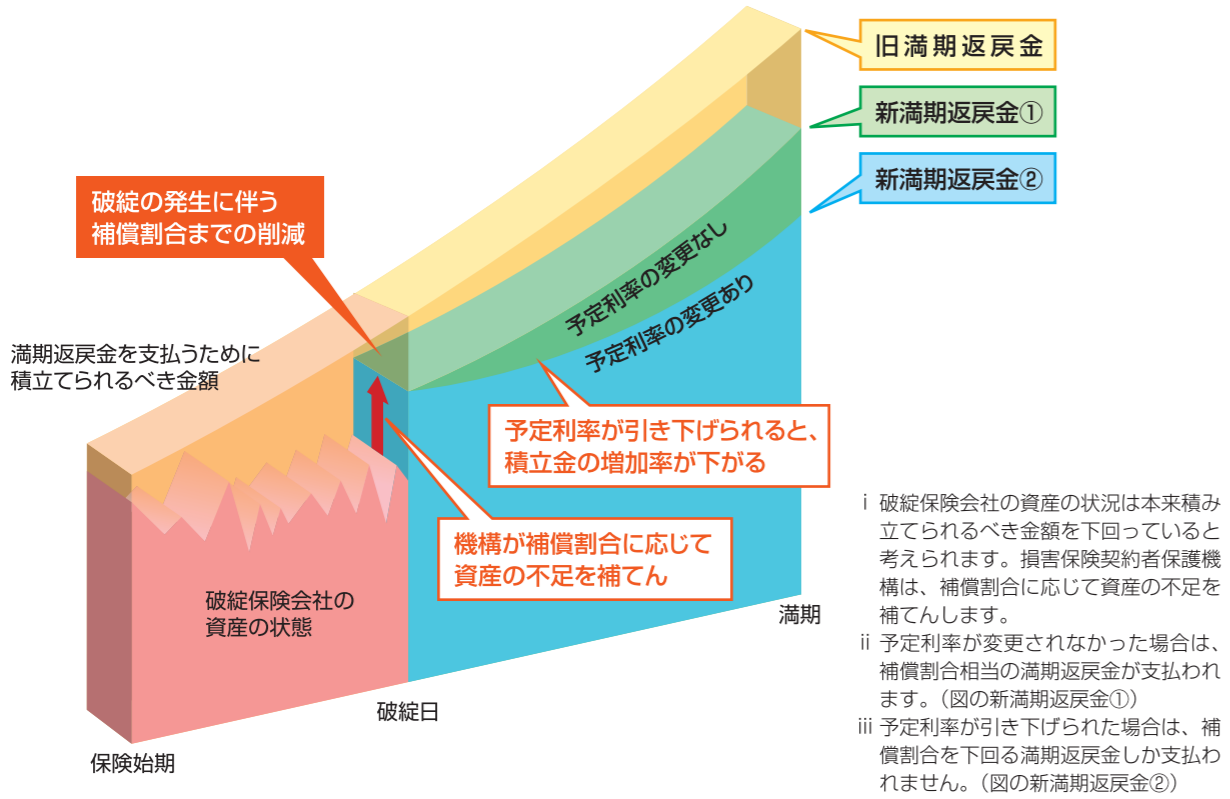 旧満期返戻金
新満期返戻金①
新満期返戻金②
破綻の発生に伴う
補償割合までの削減
予定利率の変更なし
予定利率の変更あり
満期返戻金を支払うために
積立てられるべき金額
予定利率が引き下げられると、
積立金の増加率が下がる
機構が補償割合に応じて
資産の不足を補てん
破綻保険会社の
資産の状態
満期
破綻日
保険始期
ⅰ 破綻保険会社の資産の状況は本来積み
立てられるべき金額を下回っていると
考えられます。損害保険契約者保護機
構は、補償割合に応じて資産の不足を
補てんします。
ⅱ 予定利率が変更されなかった場合は、
補償割合相当の満期返戻金が支払われ
ます。(図の新満期返戻金①)
ⅲ 予定利率が引き下げられた場合は、補
償割合を下回る満期返戻金しか支払わ
れません。(図の新満期返戻金②)